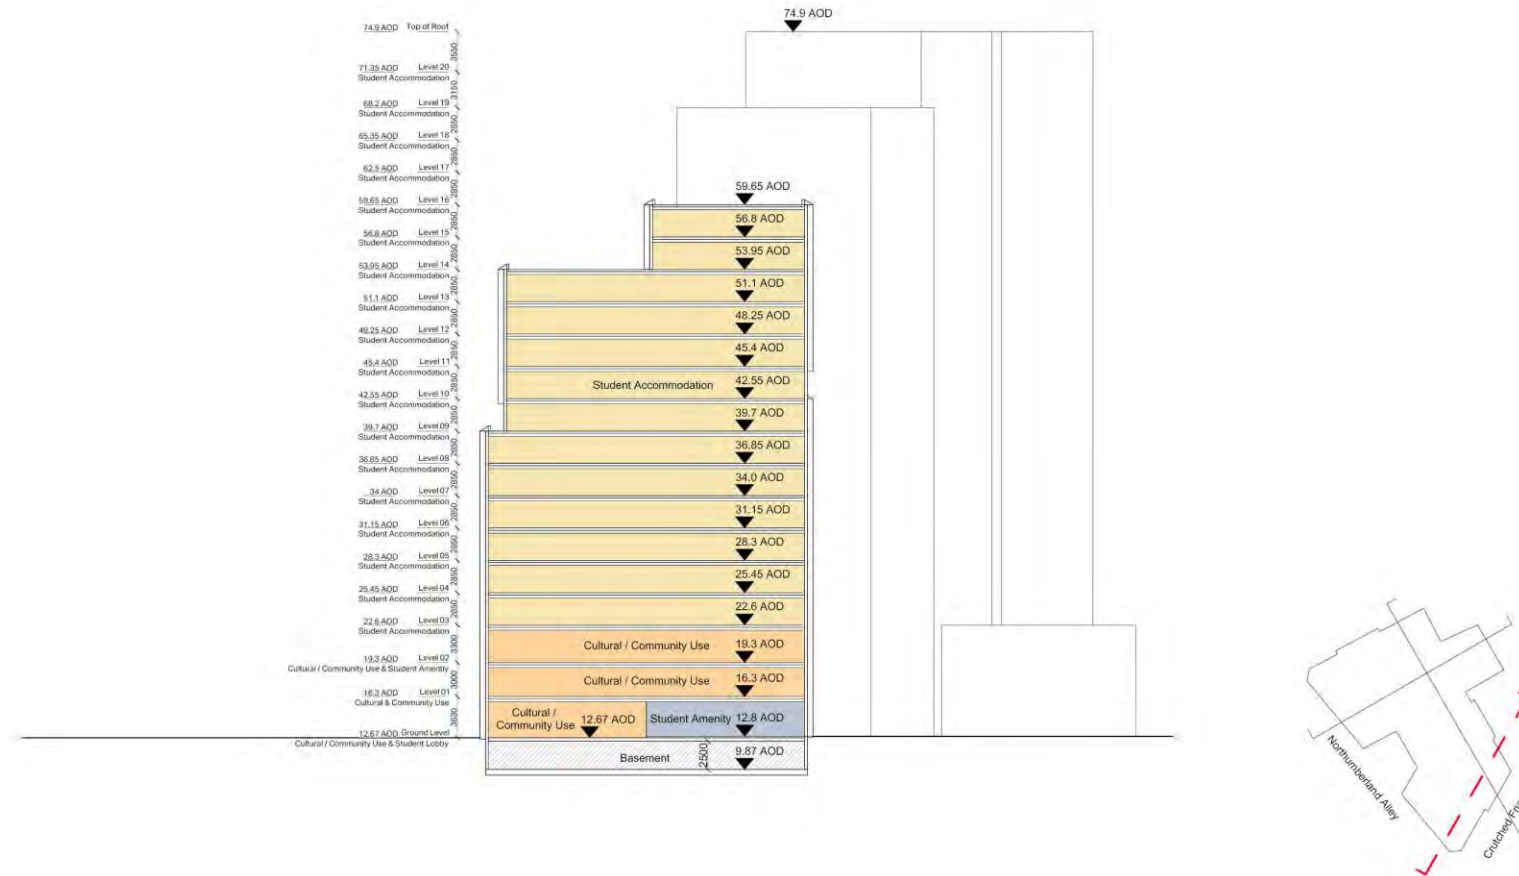 74.9 AOD Top of Roof
3550
71.35 AOD Level 20
Student Accommodation
3150
68.2 AOD Level 19
Student Accommodation
2850
65.35 AOD Level 18
Student Accommodation
2850
62.5 AOD Level 17
Student Accommodation
2850
59.65 AOD Level 16
Student Accommodation
2850
56.8 AOD Level 15
Student Accommodation
2850
53.95 AOD Level 14
Student Accommodation
2850
51.1 AOD Level 13
Student Accommodation
2850
48.25 AOD Level 12
Student Accommodation
2850
45.4 AOD Level 11
Student Accommodation
2850
42.55 AOD Level 10
Student Accommodation
2850
39.7 AOD Level 09
Student Accommodation
2850
36.85 AOD Level 08
Student Accommodation
2850
34 AOD Level 07
Student Accommodation
2850
31.15 AOD Level 06
Student Accommodation
2850
28.3 AOD Level 05
Student Accommodation
2850
25.45 AOD Level 04
Student Accommodation
2850
22.6 AOD Level 03
Student Accommodation
3300
19.3 AOD Level 02
Cultural / Community Use & Student Amentiy
3000
16.3 AOD Level 01
Cultural & Community Use
3630
12.67 AOD Ground Level
Cultural / Community Use & Student Lobby
74.9 AOD
59.65 AOD
56.8 AOD
53.95 AOD
51.1 AOD
48.25 AOD
45.4 AOD
Student Accommodation 42.55 AOD
39.7 AOD
36.85 AOD
34.0 AOD
31.15 AOD
28.3 AOD
25.45 AOD
22.6 AOD
Cultural / Community Use 19.3 AOD
Cultural / Community Use 16.3 AOD
Cultural /
Community Use 12.67 AOD Student Amenity 12.8 AOD
Basement 2500 9.87 AOD
Northumberland Alley
Crutched